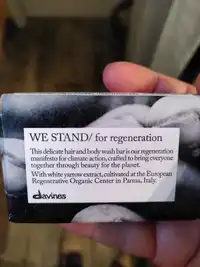 WE STAND/ for regeneration
This delicate hair and body wash bar is our regeneration
manifesto for climate action, crafted to bring everyone
together through beauty for the planet.
With white yarrow extract, cultivated at the European
Regenerative Organic Center in Parma, Italy.
davines